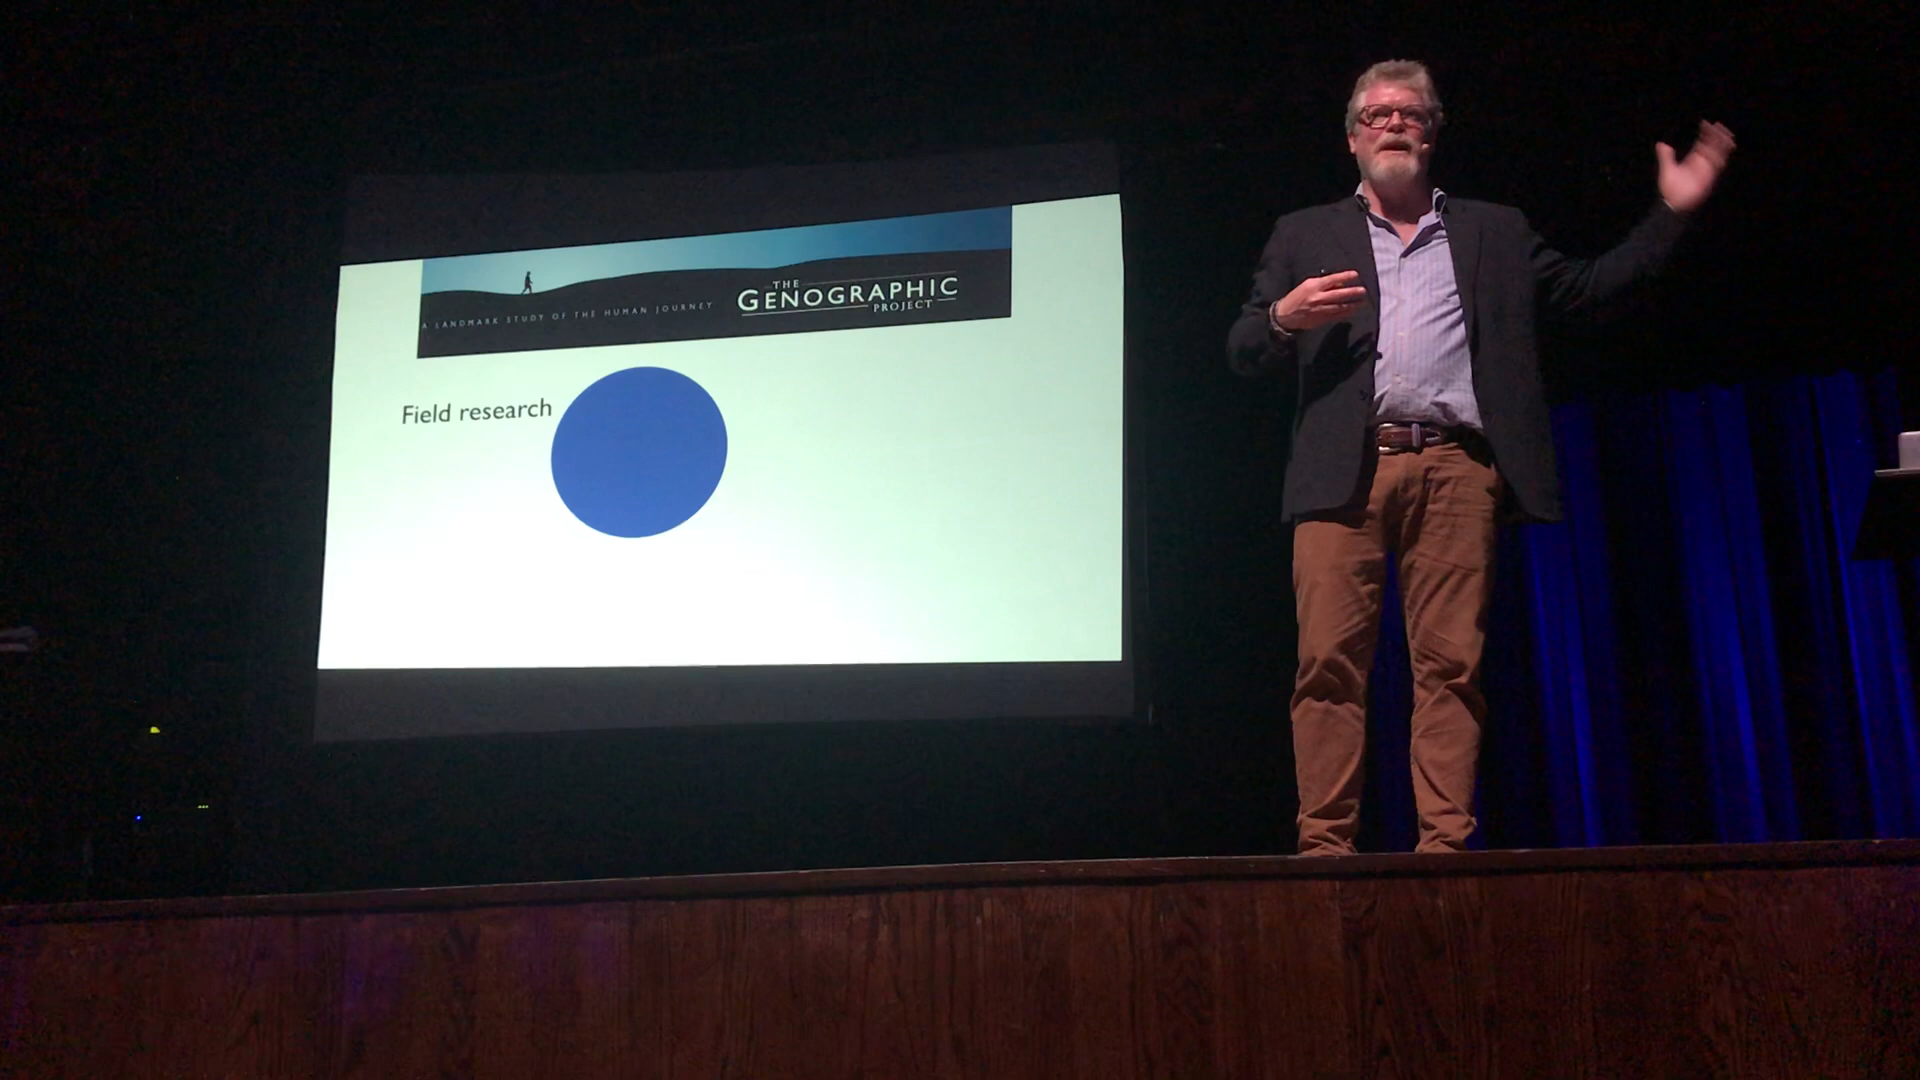 A LANDMARK STUDY OF THE HUMAN JOURNEY
THE
GENOGRAPHIC
PROJECT
Field research